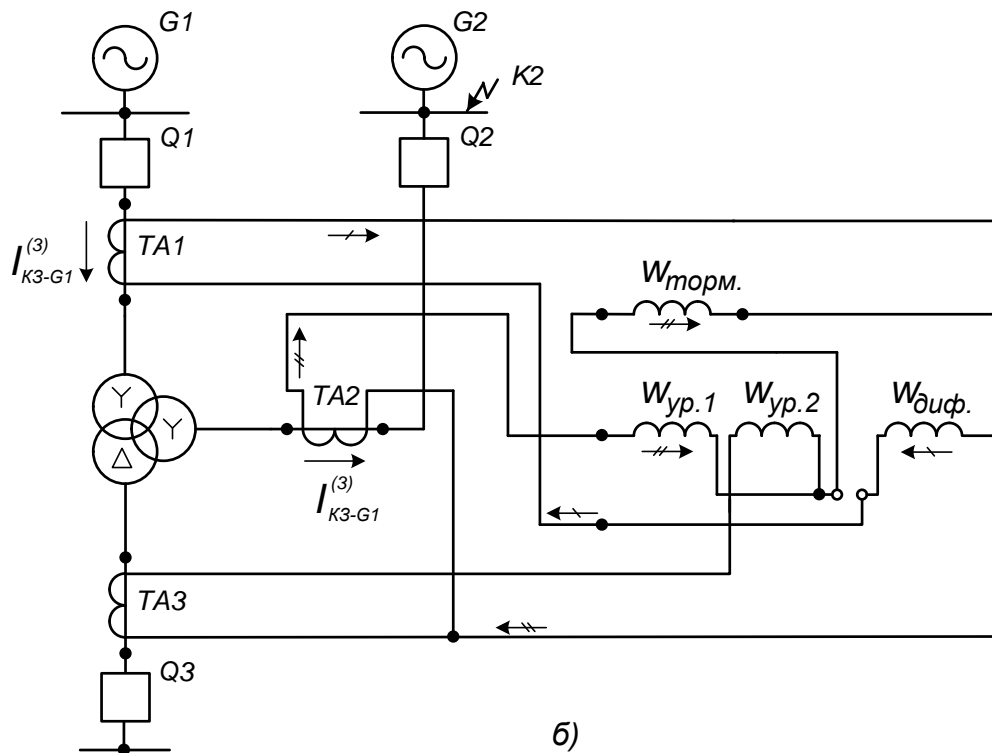 G1
G2
K2
Q1
Q2
I (3) КЗ-G1
TA1
Wторм.
TA2
Wур.1
Wур.2
Wдиф.
I (3) КЗ-G1
TA3
Q3
б)